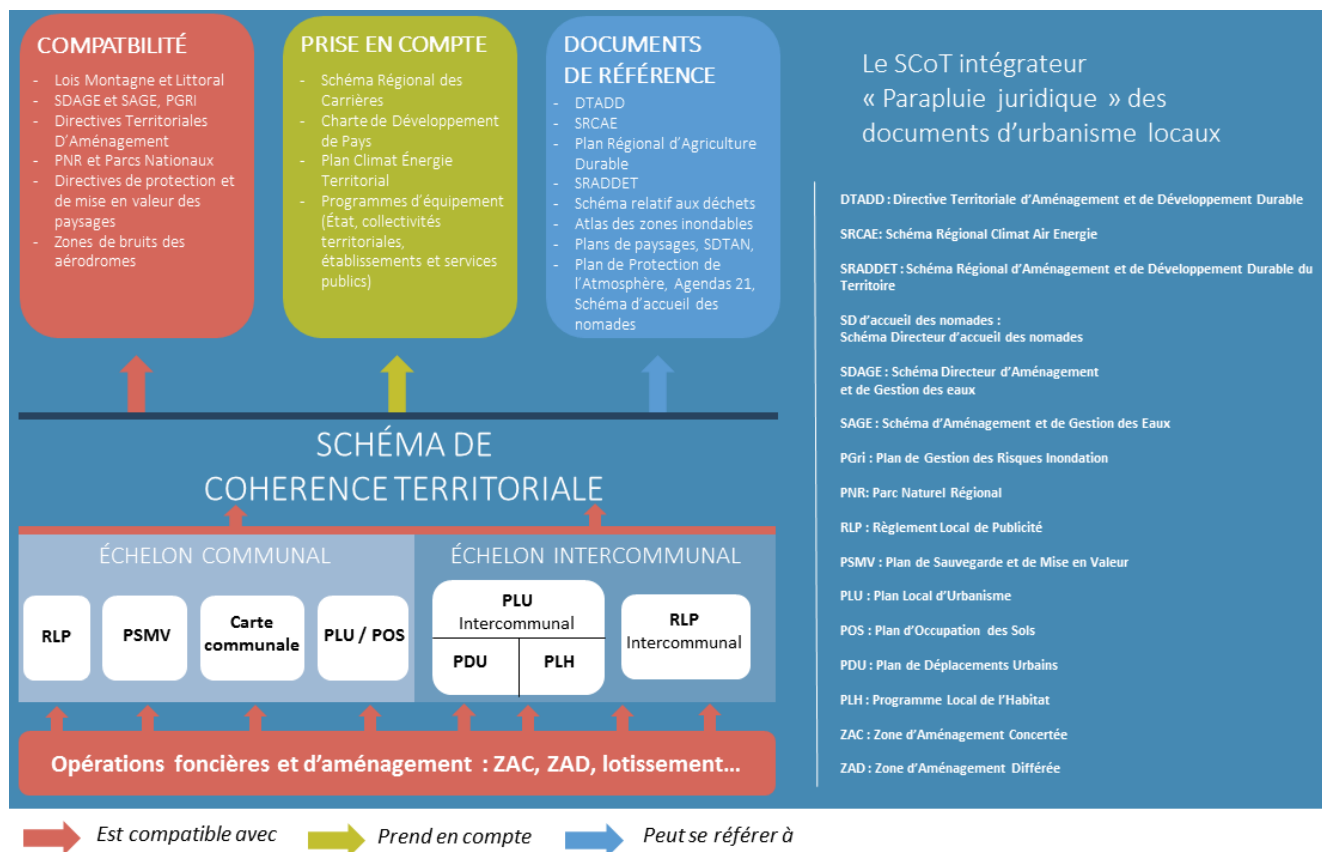 COMPATBILITÉ
- Lois Montagne et Littoral
- SDAGE et SAGE, PGRI
- Directives Territoriales
D'Aménagement
- PNR et Parcs Nationaux
- Directives de protection et
de mise en valeur des
paysages
- Zones de bruits des
aérodromes
PRISE EN COMPTE
- Schéma Régional des
Carrières
- Charte de Développement
de Pays
- Plan Climat Énergie
Territorial
- Programmes d'équipement
(État, collectivités
territoriales,
établissements et services
publics)
DOCUMENTS
DE RÉFÉRENCE
- DTADD
- SRCAE
- Plan Régional d'Agriculture
Durable
- SRADDET
- Schéma relatif aux déchets
- Atlas des zones inondables
- Plans de paysages, SDTAN,
- Plan de Protection de
l'Atmosphère, Agendas 21,
Schéma d'accueil des
nomades
Le SCoT intégrateur
« Parapluie juridique » des
documents d'urbanisme locaux
DTADD : Directive Territoriale d'Aménagement et de Développement Durable
SRCAE: Schéma Régional Climat Air Energie
SRADDET : Schéma Régional d'Aménagement et de Développement Durable du
Territoire
SD d'accueil des nomades :
Schéma Directeur d'accueil des nomades
SDAGE : Schéma Directeur d'Aménagement
et de Gestion des eaux
SAGE : Schéma d'Aménagement et de Gestion des Eaux
PGri : Plan de Gestion des Risques Inondation
PNR: Parc Naturel Régional
RLP : Règlement Local de Publicité
PSMV : Plan de Sauvegarde et de Mise en Valeur
PLU : Plan Local d'Urbanisme
POS : Plan d'Occupation des Sols
PDU : Plan de Déplacements Urbains
PLH : Programme Local de l'Habitat
ZAC : Zone d'Aménagement Concertée
ZAD : Zone d'Aménagement Différée
SCHÉMA DE
COHERENCE TERRITORIALE
ÉCHELON COMMUNAL
RLP
PSMV
Carte
communale
PLU / POS
ÉCHELON INTERCOMMUNAL
PLU
Intercommunal
PDU
PLH
RLP
Intercommunal
Opérations foncières et d'aménagement : ZAC, ZAD, lotissement...
Est compatible avec
Prend en compte
Peut se référer à